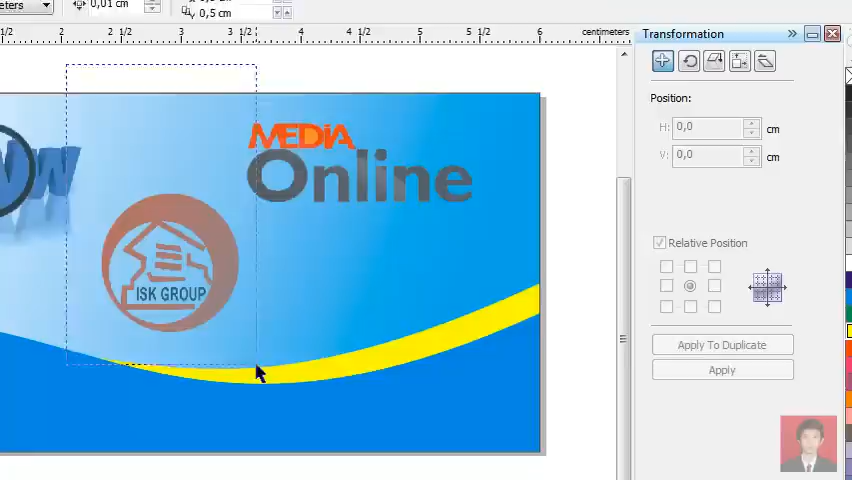 eters
0,01 cm
0,5 cm
1/2 2 2 1/2 3 3 1/2 4 4 1/2 5 5 1/2 6 centimeters
Transformation
Position:
H: 0,0 cm
V: 0,0 cm
Relative Position
Apply To Duplicate
Apply
MEDiA
Online
ISK GROUP